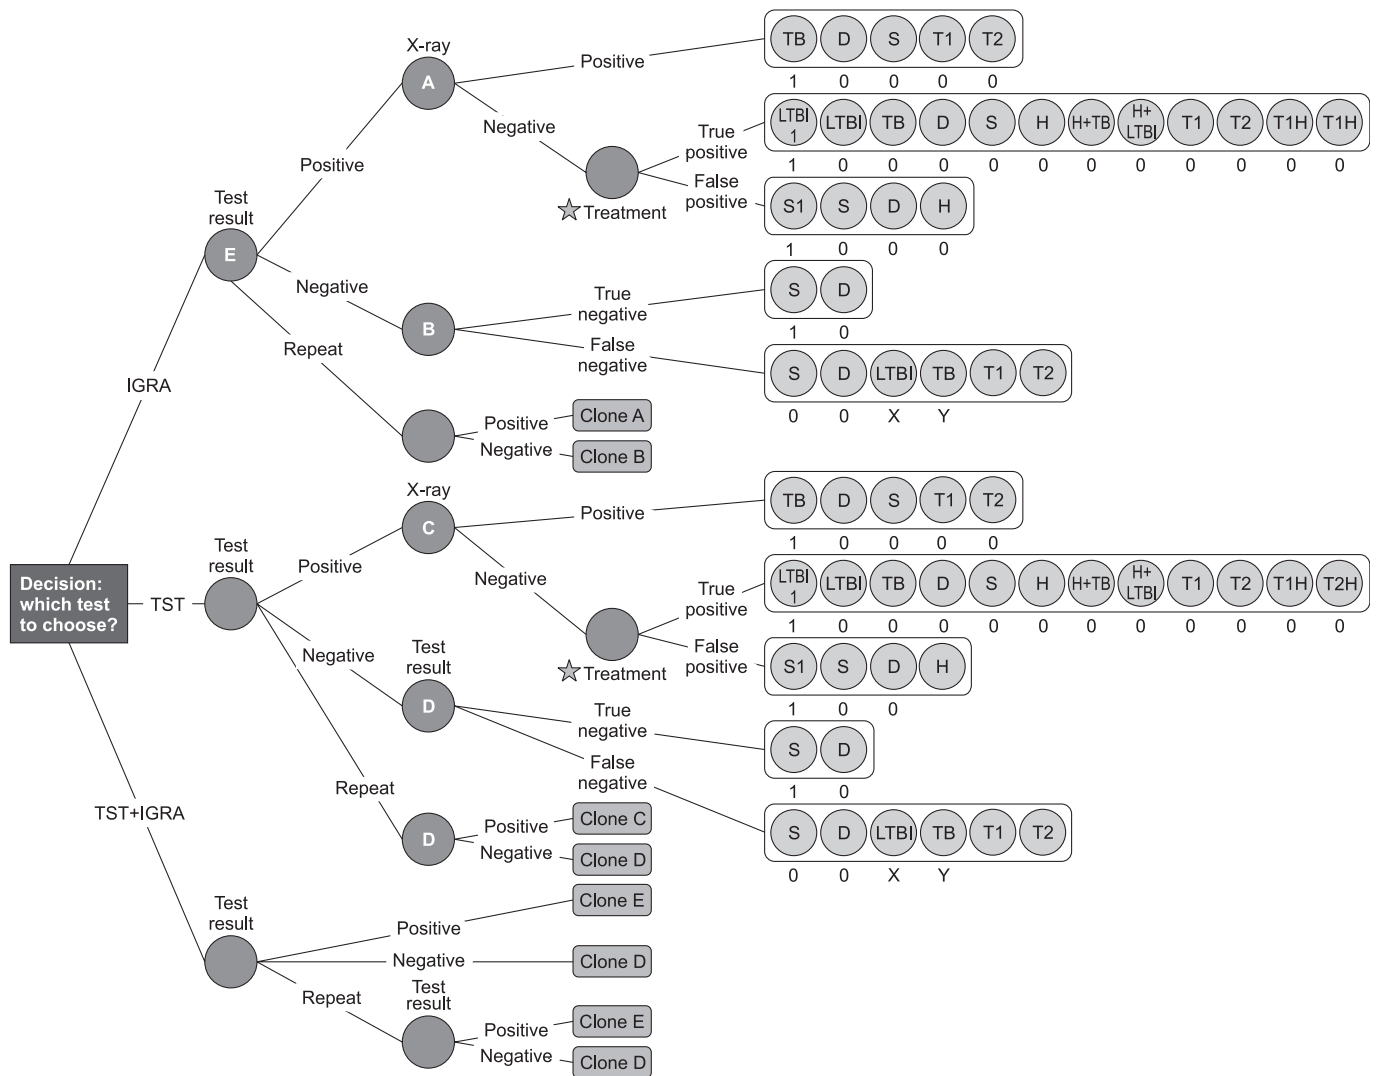 X-ray
A
Positive
TB D S T1 T2
1 0 0 0 0
Negative
True
positive
LTBI
1
LTBI TB D S H H+TB
H+
LTBI
T1 T2 T1H T1H
1 0 0 0 0 0 0 0 0 0 0 0
False
positive
Treatment
S1 S D H
1 0 0 0
Positive
Test
result
E
Negative
B
True
negative
S D
1 0
False
negative
S D LTBI TB T1 T2
0 0 X Y
Repeat
Positive
Clone A
Negative
Clone B
IGRA
X-ray
C
Positive
TB D S T1 T2
1 0 0 0 0
Test
result
Positive
Negative
True
positive
LTBI
1
LTBI TB D S H H+TB
H+
LTBI
T1 T2 T1H T2H
1 0 0 0 0 0 0 0 0 0 0 0
False
positive
Treatment
S1 S D H
1 0 0
Decision:
which test
to choose?
TST
Negative
Test
result
D
True
negative
S D
1 0
False
negative
S D LTBI TB T1 T2
0 0 X Y
Repeat
D
Positive
Clone C
Negative
Clone D
TST+IGRA
Test
result
Positive
Clone E
Negative
Clone D
Repeat
Test
result
Positive
Clone E
Negative
Clone D